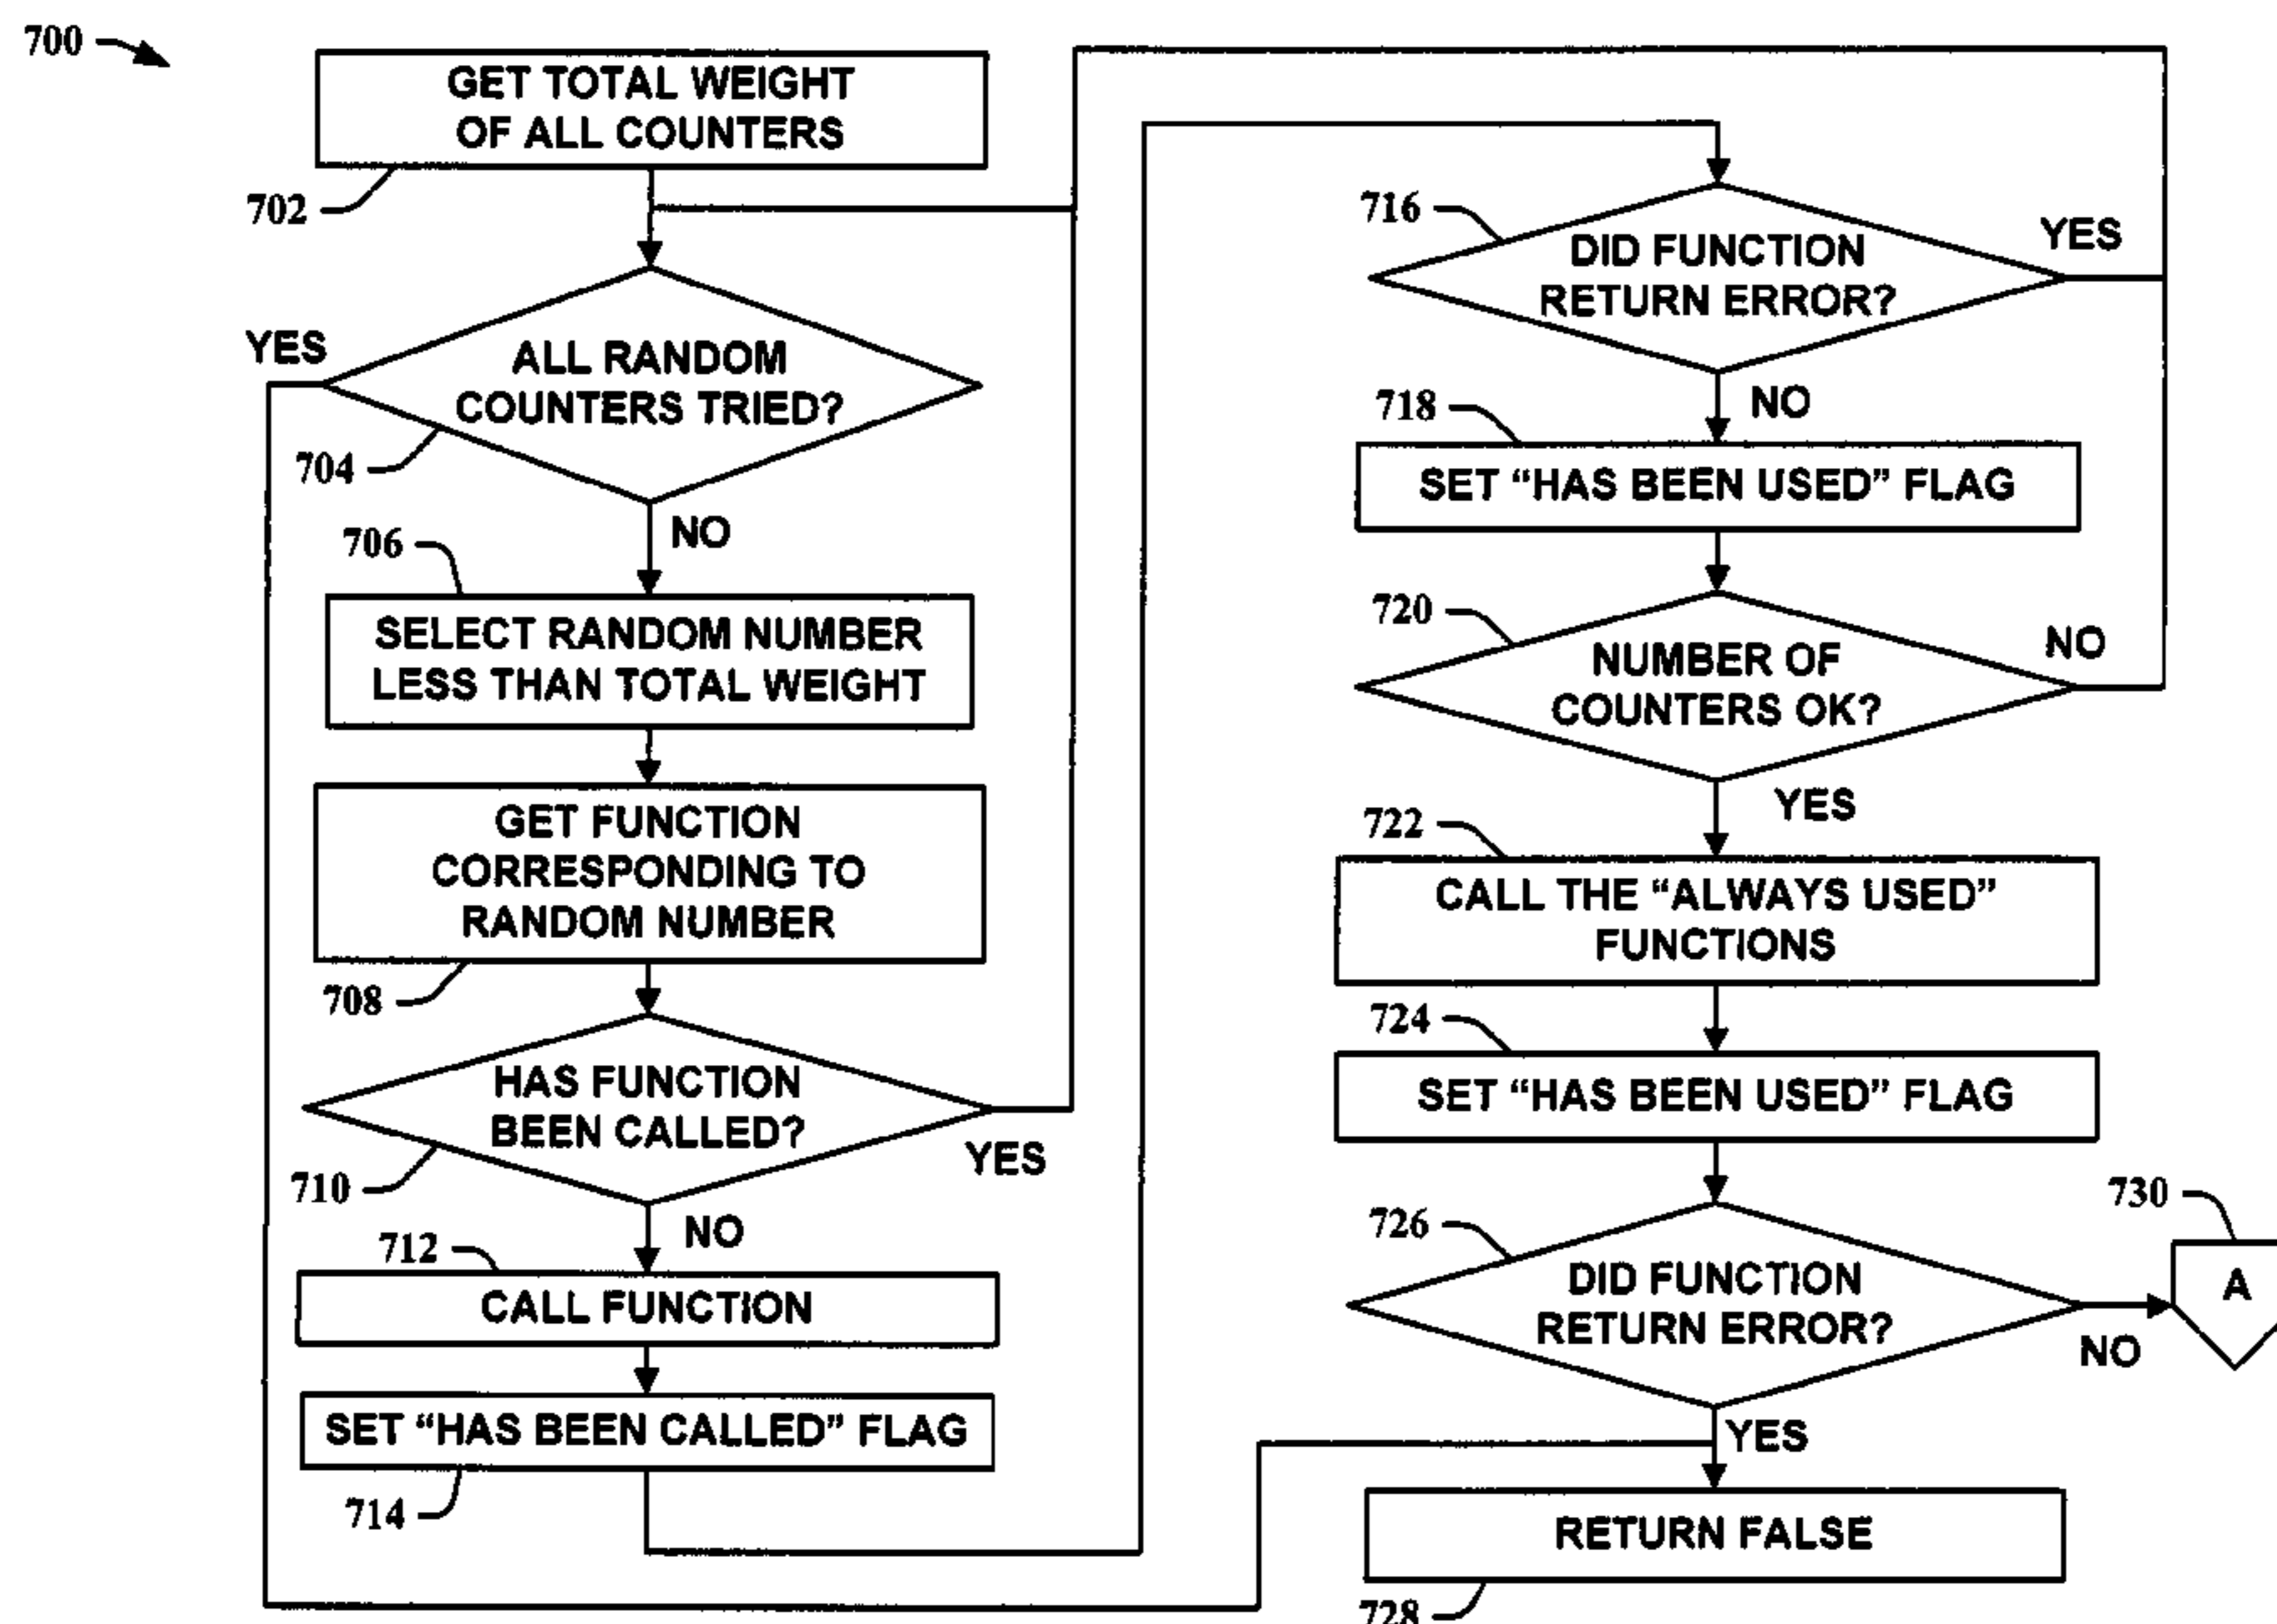 700
GET TOTAL WEIGHT
OF ALL COUNTERS
702
YES
ALL RANDOM
COUNTERS TRIED?
704
NO
706
SELECT RANDOM NUMBER
LESS THAN TOTAL WEIGHT
GET FUNCTION
CORRESPONDING TO
RANDOM NUMBER
708
HAS FUNCTION
BEEN CALLED?
YES
710
NO
712
CALL FUNCTION
SET “HAS BEEN CALLED” FLAG
714
716
DID FUNCTION
RETURN ERROR?
YES
NO
718
SET “HAS BEEN USED” FLAG
720
NUMBER OF
COUNTERS OK?
NO
YES
722
CALL THE “ALWAYS USED”
FUNCTIONS
724
SET “HAS BEEN USED” FLAG
726
DID FUNCTION
RETURN ERROR?
NO
730
A
YES
RETURN FALSE
728